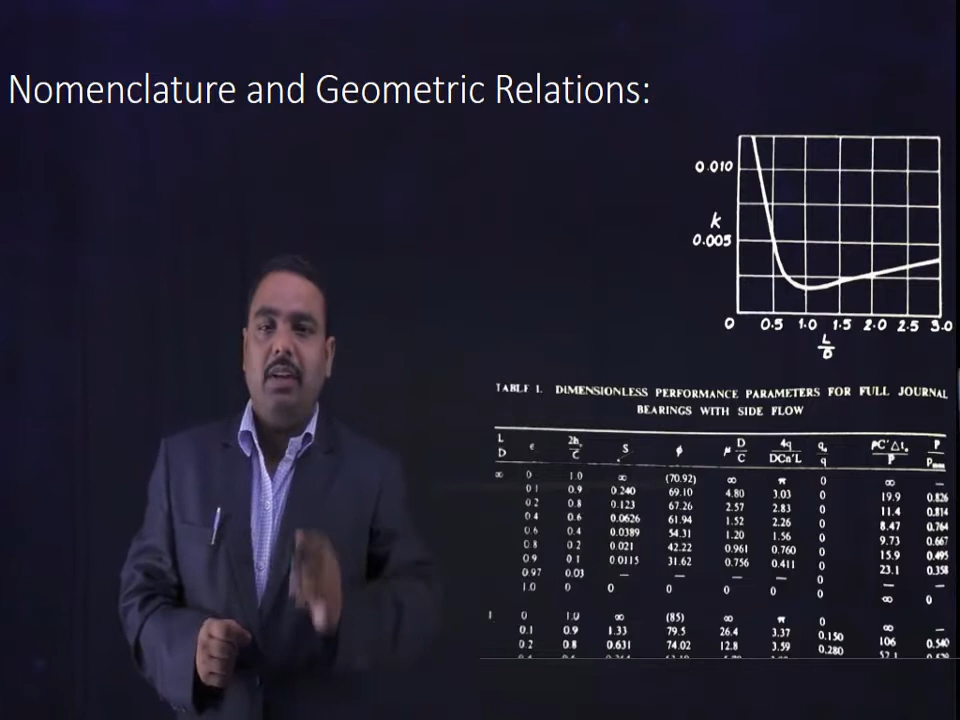 Nomenclature and Geometric Relations:
0.010
k
0.005
0 0.5 1.0 1.5 2.0 2.5 3.0
L
D
TABLE 1. DIMENSIONLESS PERFORMANCE PARAMETERS FOR FULL JOURNAL
BEARINGS WITH SIDE FLOW
L D ε 2h C S ϕ μ D C 4q DCn'L q q ρC'Δt P P P
∞ 0 1.0 ∞ (70.92) ∞ π 0 ∞ —
0.1 0.9 0.240 69.10 4.80 3.03 0 19.9 0.826
0.2 0.8 0.123 67.26 2.57 2.83 0 11.4 0.814
0.4 0.6 0.0626 61.94 1.52 2.26 0 8.47 0.764
0.6 0.4 0.0389 54.31 1.20 1.56 0 9.73 0.667
0.8 0.2 0.021 42.22 0.961 0.760 0 15.9 0.495
0.9 0.1 0.0115 31.62 0.756 0.411 0 23.1 0.358
0.97 0.03 — — — — 0 — —
1.0 0 0 0 0 0 0 ∞ 0
1 0 1.0 ∞ (85) ∞ π 0 ∞ —
0.1 0.9 1.33 79.5 26.4 3.37 0.150 106 0.540
0.2 0.8 0.631 74.02 12.8 3.59 0.280 52.1